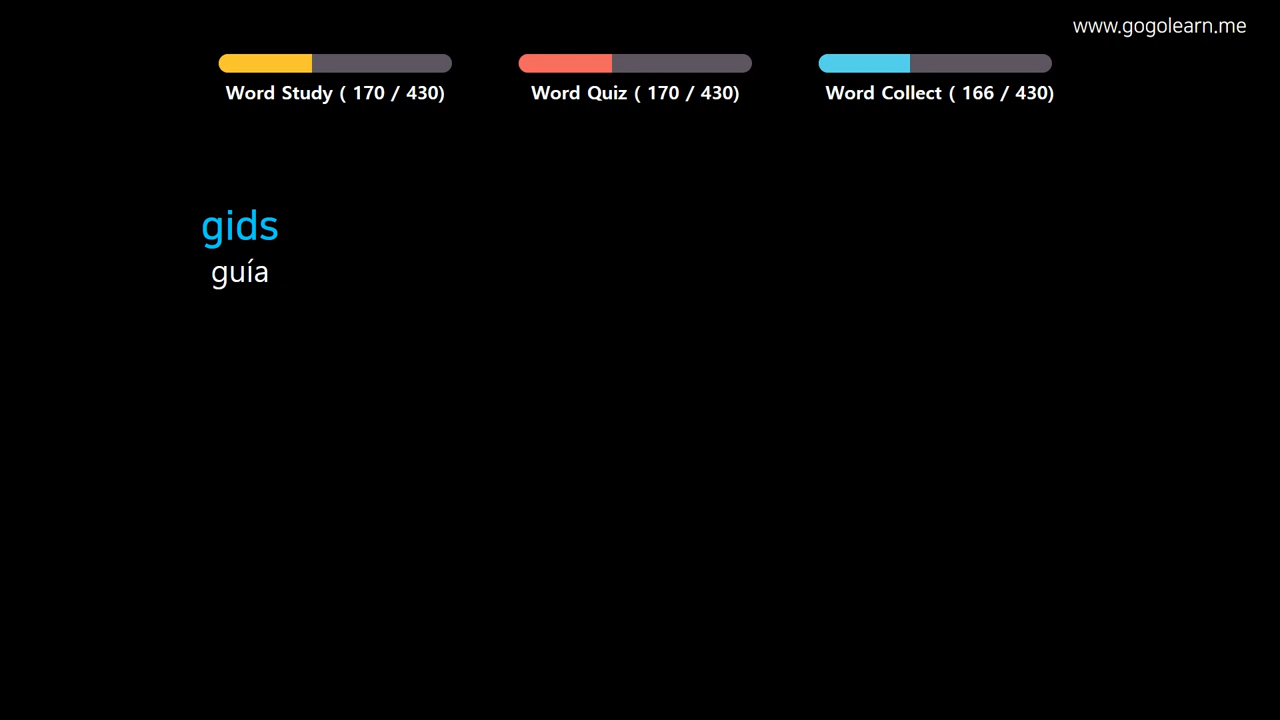 www.gogolearn.me
Word Study ( 170 / 430)
Word Quiz ( 170 / 430)
Word Collect ( 166 / 430)
gids
guía